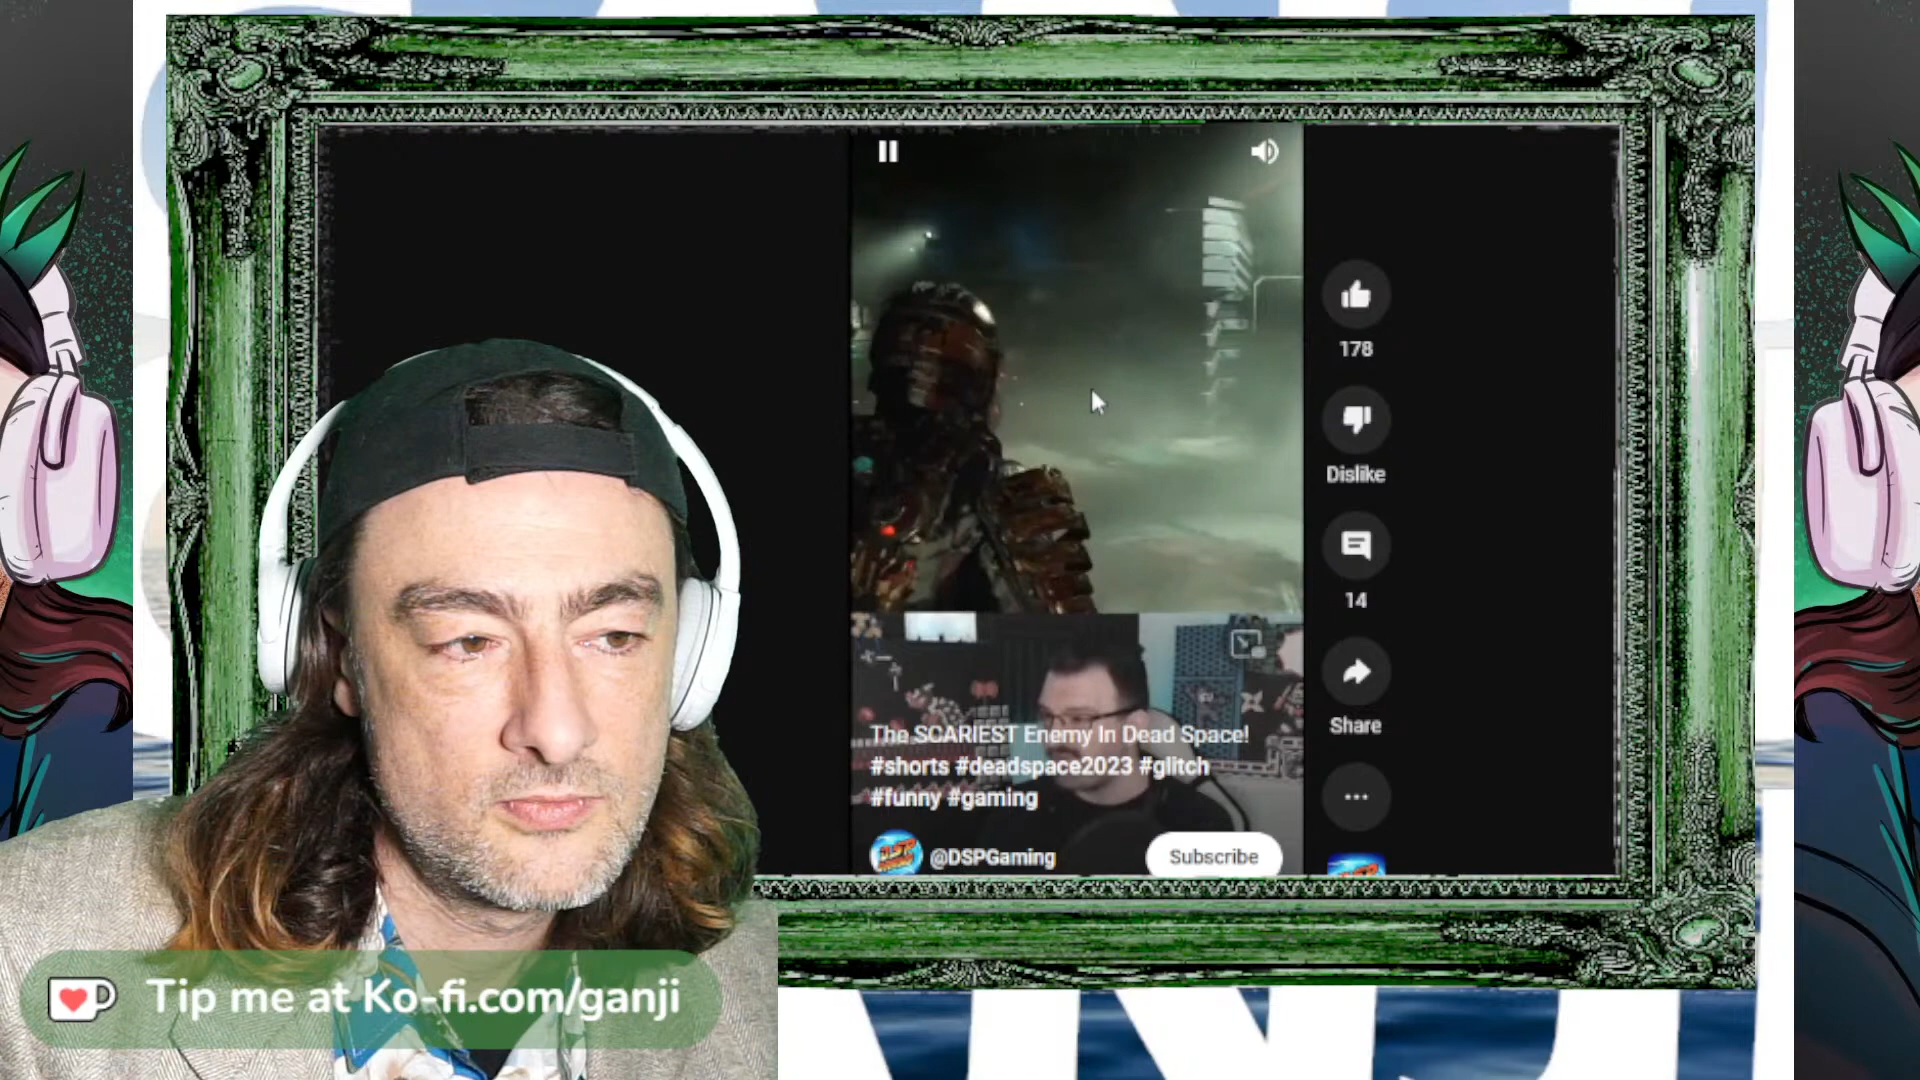 178
Dislike
14
Share
The SCARIEST Enemy In Dead Space!
#shorts #deadspace2023 #glitch
#funny #gaming
@DSPGaming
Subscribe
Tip me at Ko-fi.com/ganji